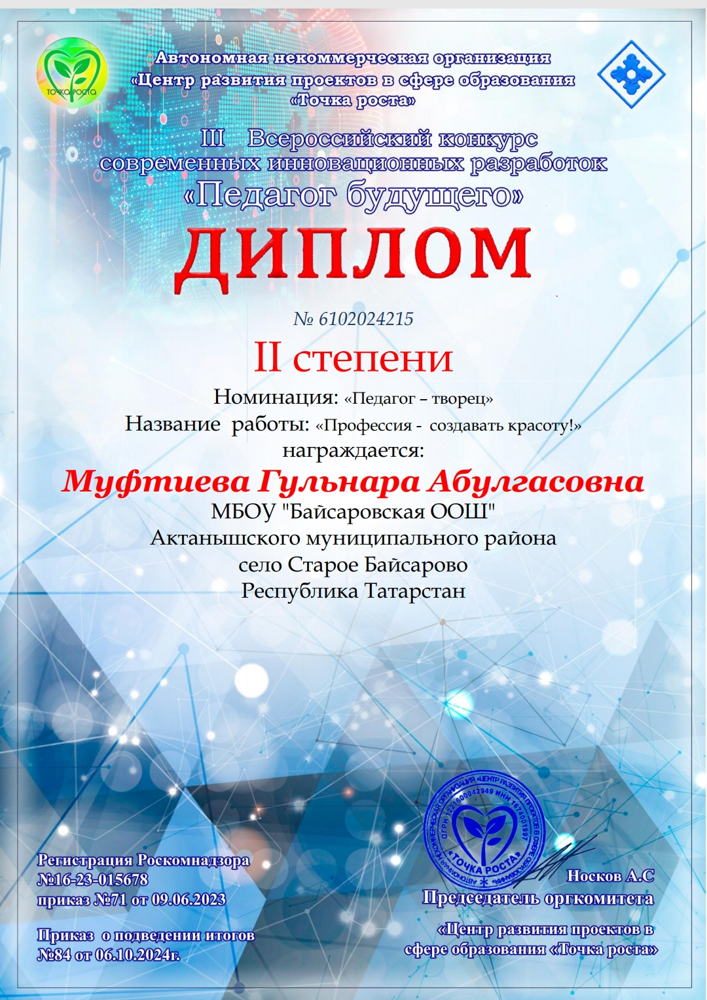 ТОЧКА РОСТА
Автономная некоммерческая организация
«Центр развития проектов в сфере образования
«Точка роста»
III Всероссийский конкурс
современных инновационных разработок
«Педагог будущего»
ДИПЛОМ
№ 6102024215
II степени
Номинация: «Педагог – творец»
Название работы: «Профессия - создавать красоту!»
награждается:
Муфтиева Гульнара Абулгасовна
МБОУ "Байсаровская ООШ"
Актанышского муниципального района
село Старое Байсарово
Республика Татарстан
АВТОНОМНАЯ НЕКОММЕРЧЕСКАЯ ОРГАНИЗАЦИЯ «ЦЕНТР РАЗВИТИЯ ПРОЕКТОВ В СФЕРЕ ОБРАЗОВАНИЯ»
ОГРН 1221600042949 ИНН 1674001997
«ТОЧКА РОСТА»
Регистрация Роскомнадзора
№16-23-015678
приказ №71 от 09.06.2023
Приказ о подведении итогов
№84 от 06.10.2024г.
Носков А.С
Председатель оргкомитета
«Центр развития проектов в
сфере образования «Точка роста»